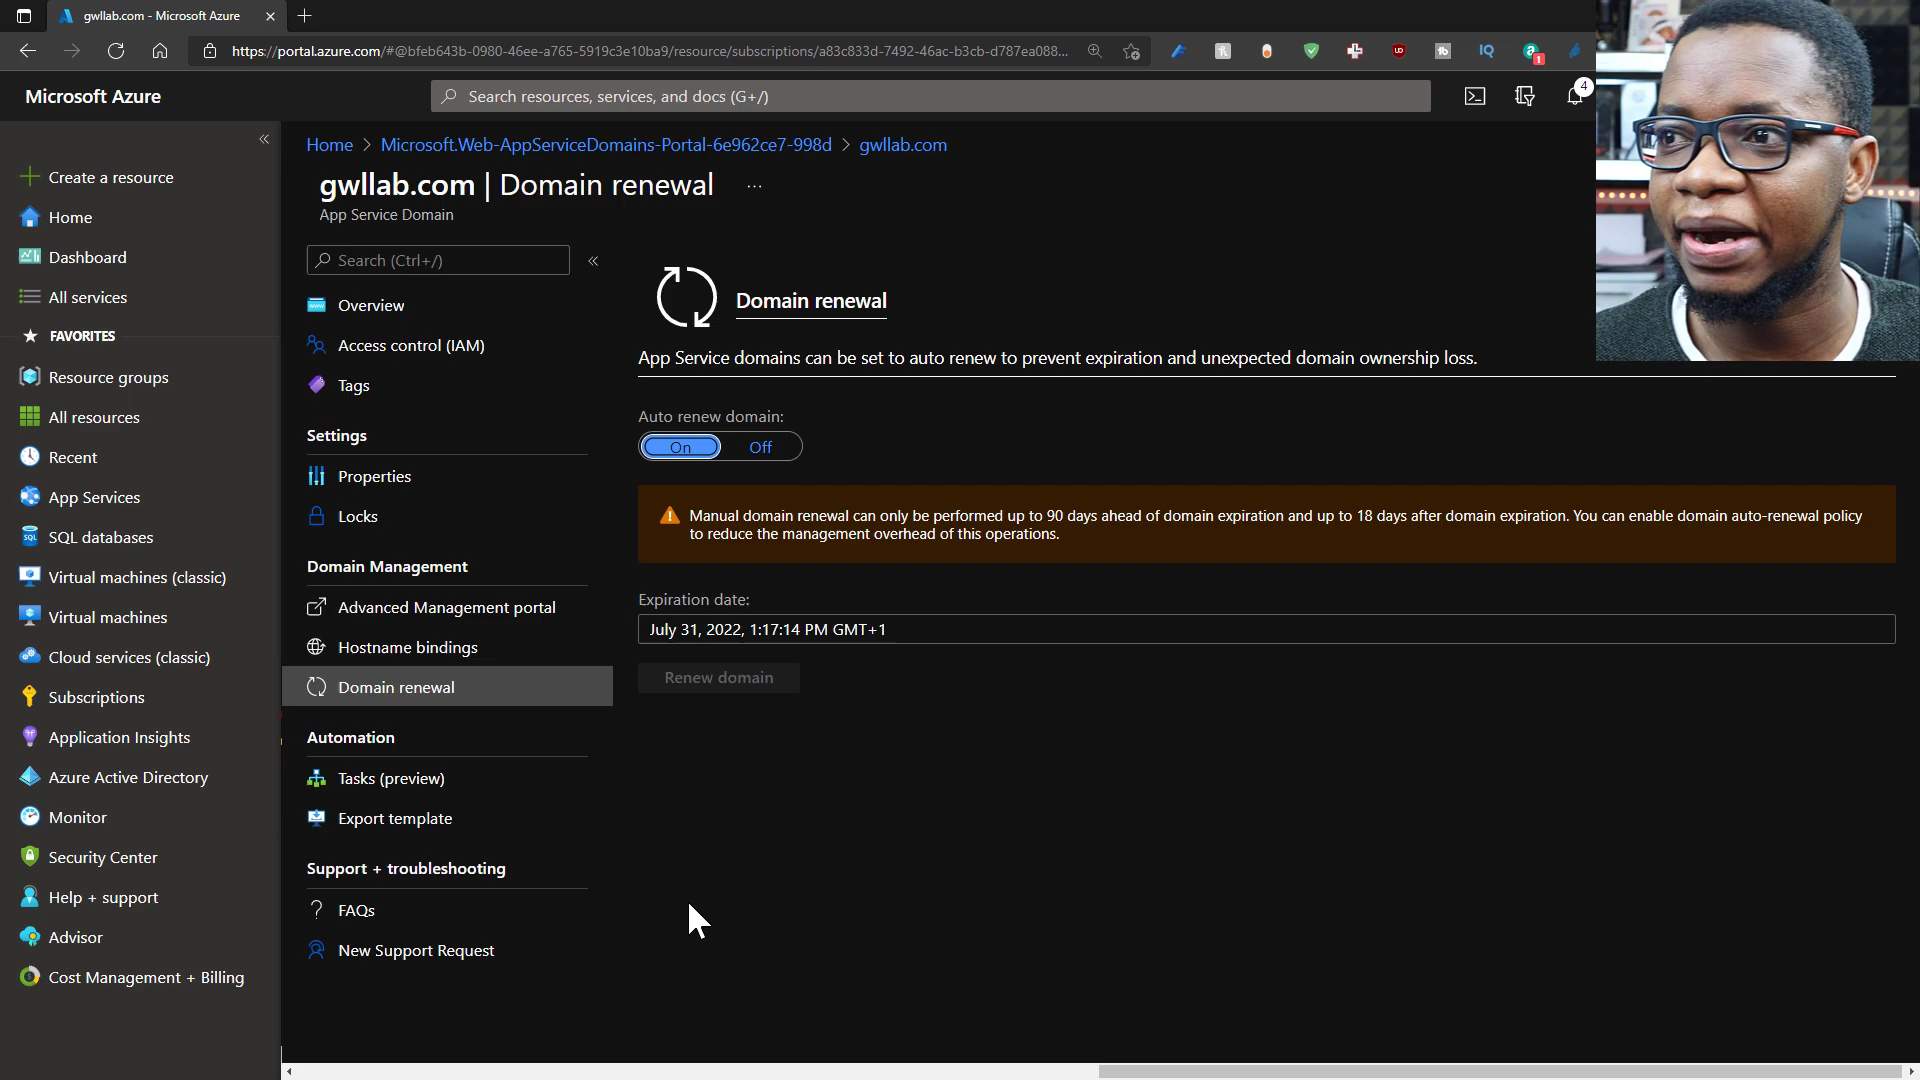 gwllab.com - Microsoft Azure
https://portal.azure.com/#@bfeb643b-0980-46ee-a765-5919c3e10ba9/resource/subscriptions/a83c833d-7492-46ac-b3cb-d787ea088...
Microsoft Azure
Search resources, services, and docs (G+/)
4
Create a resource
Home
Dashboard
All services
FAVORITES
Resource groups
All resources
Recent
App Services
SQL databases
Virtual machines (classic)
Virtual machines
Cloud services (classic)
Subscriptions
Application Insights
Azure Active Directory
Monitor
Security Center
Help + support
Advisor
Cost Management + Billing
Home > Microsoft.Web-AppServiceDomains-Portal-6e962ce7-998d > gwllab.com
gwllab.com | Domain renewal ...
App Service Domain
Search (Ctrl+/)
Overview
Access control (IAM)
Tags
Settings
Properties
Locks
Domain Management
Advanced Management portal
Hostname bindings
Domain renewal
Automation
Tasks (preview)
Export template
Support + troubleshooting
FAQs
New Support Request
Domain renewal
App Service domains can be set to auto renew to prevent expiration and unexpected domain ownership loss.
Auto renew domain:
On Off
Manual domain renewal can only be performed up to 90 days ahead of domain expiration and up to 18 days after domain expiration. You can enable domain auto-renewal policy
to reduce the management overhead of this operations.
Expiration date:
July 31, 2022, 1:17:14 PM GMT+1
Renew domain